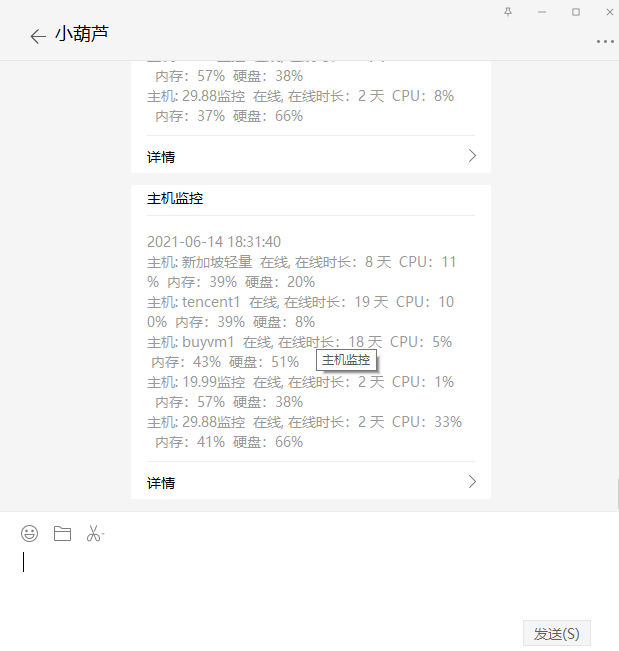 小葫芦
内存：57% 硬盘：38%
主机: 29.88监控 在线, 在线时长：2 天 CPU：8%
内存：37% 硬盘：66%
详情
主机监控
2021-06-14 18:31:40
主机: 新加坡轻量 在线, 在线时长：8 天 CPU：11
% 内存：39% 硬盘：20%
主机: tencent1 在线, 在线时长：19 天 CPU：10
0% 内存：39% 硬盘：8%
主机: buyvm1 在线, 在线时长：18 天 CPU：5%
内存：43% 硬盘：51%
主机监控
主机: 19.99监控 在线, 在线时长：2 天 CPU：1%
内存：57% 硬盘：38%
主机: 29.88监控 在线, 在线时长：2 天 CPU：33%
内存：41% 硬盘：66%
详情
发送(S)